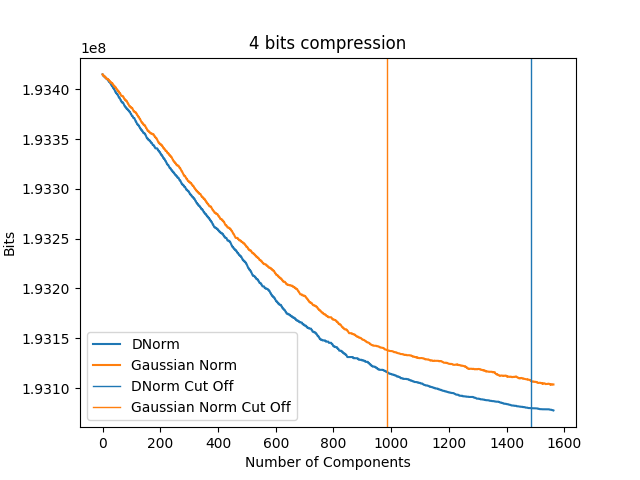 4 bits compression
1e8
1.9340
1.9335
1.9330
1.9325
1.9320
1.9315
1.9310
Bits
DNorm
Gaussian Norm
DNorm Cut Off
Gaussian Norm Cut Off
0 200 400 600 800 1000 1200 1400 1600
Number of Components